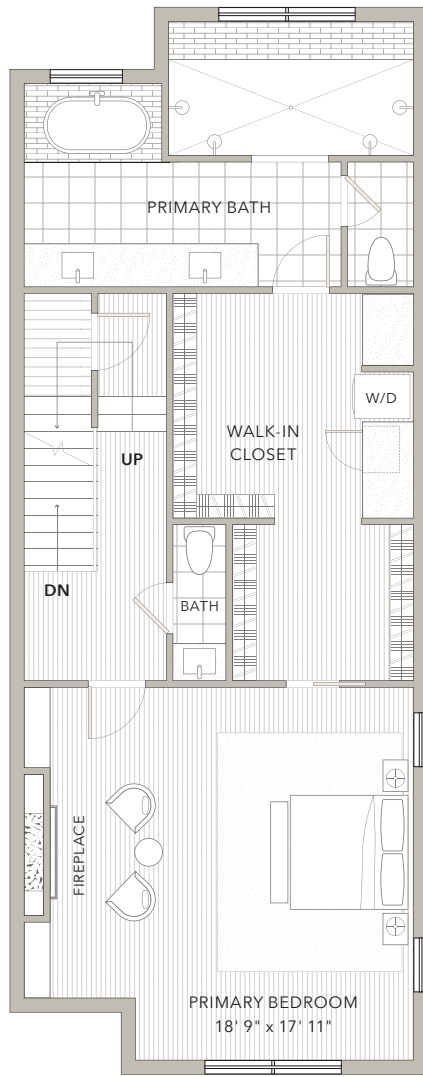 PRIMARY BATH
W/D
WALK-IN
CLOSET
UP
DN
BATH
FIREPLACE
PRIMARY BEDROOM
18' 9" x 17' 11"